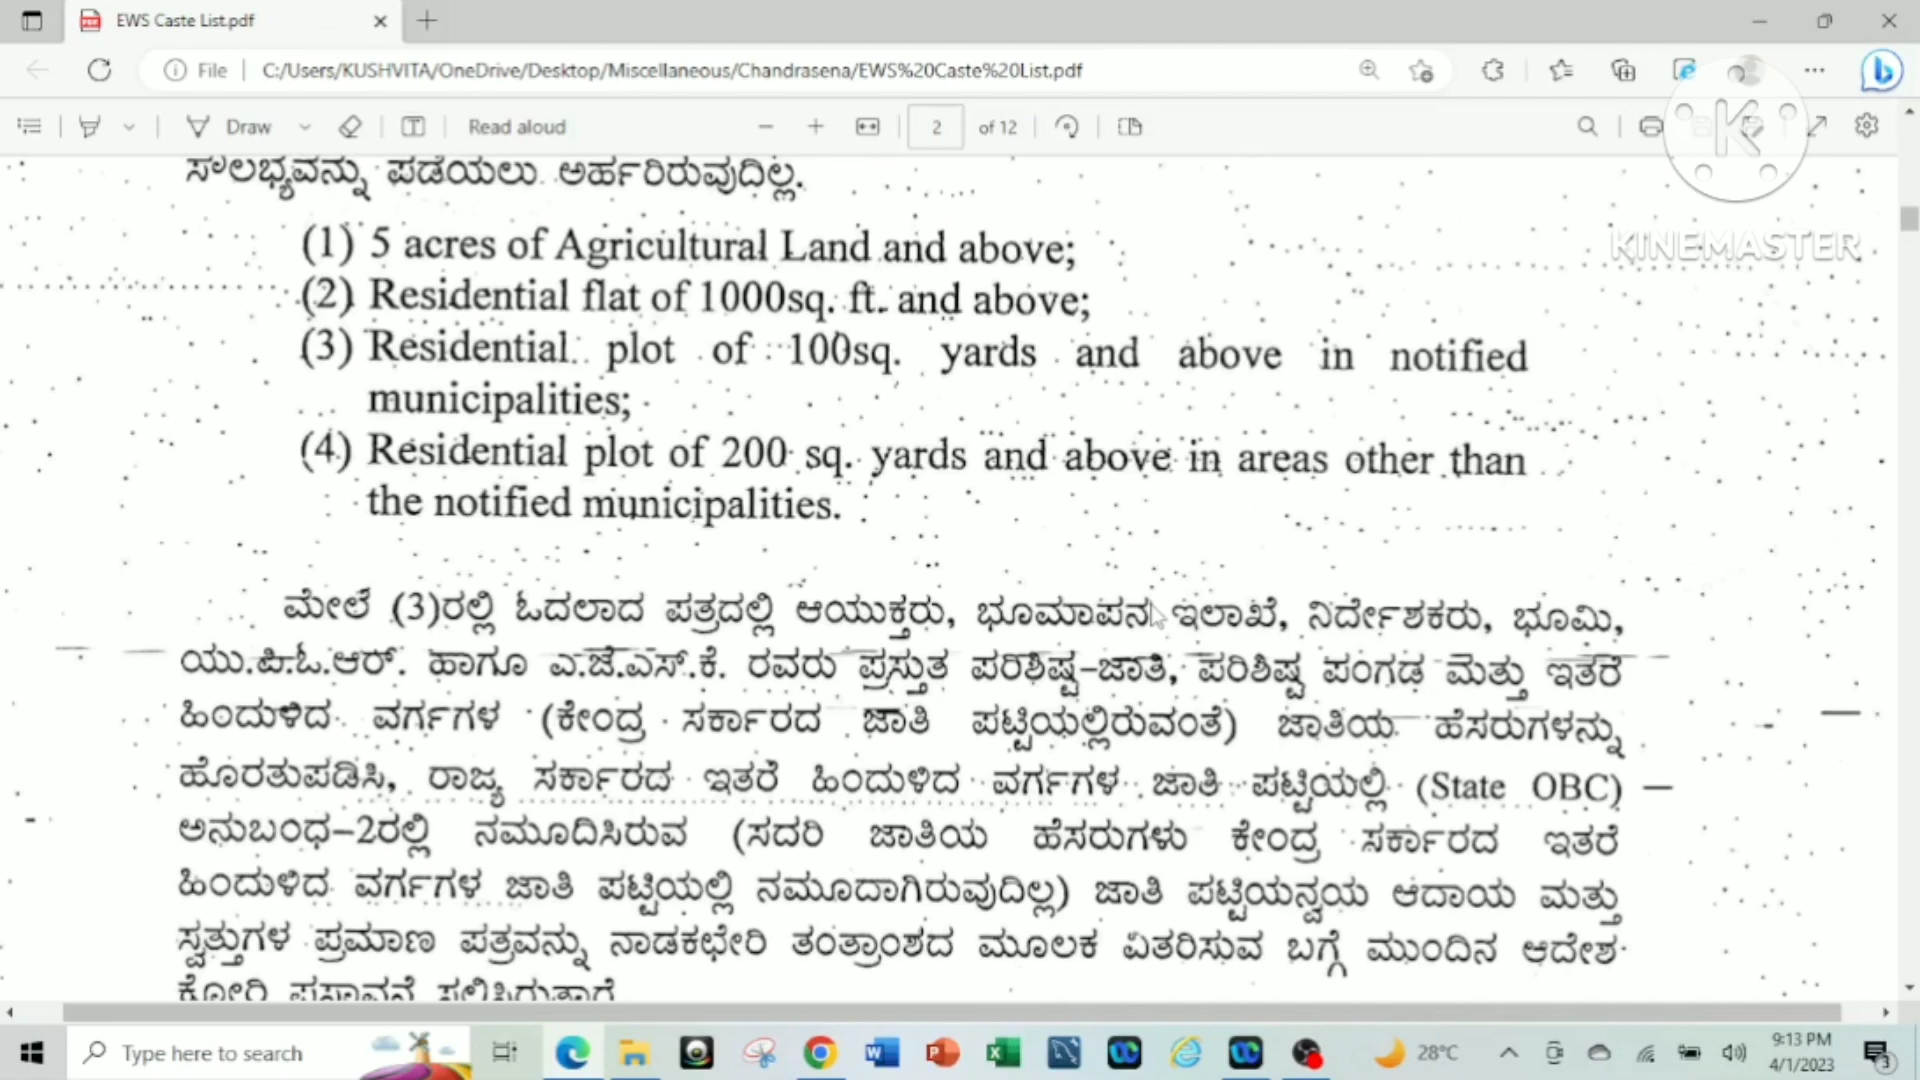 EWS Caste List.pdf
File | C:/Users/KUSHVITA/OneDrive/Desktop/Miscellaneous/Chandrasena/EWS%20Caste%20List.pdf
Draw Read aloud 2 of 12
KINEMASTER
ಸೌಲಭ್ಯವನ್ನು ಪಡೆಯಲು ಅರ್ಹರಿರುವುದಿಲ್ಲ.
(1) 5 acres of Agricultural Land and above;
(2) Residential flat of 1000sq. ft. and above;
(3) Residential plot of 100sq. yards and above in notified
municipalities;
(4) Residential plot of 200 sq. yards and above in areas other than
the notified municipalities.
ಮೇಲೆ (3)ರಲ್ಲಿ ಓದಲಾದ ಪತ್ರದಲ್ಲಿ ಆಯುಕ್ತರು, ಭೂಮಾಪನ ಇಲಾಖೆ, ನಿರ್ದೇಶಕರು, ಭೂಮಿ,
ಯು.ಪಿ.ಓ.ಆರ್. ಹಾಗೂ ಎ.ಜೆ.ಎಸ್.ಕೆ. ರವರು ಪ್ರಸ್ತುತ ಪರಿಶಿಷ್ಟ-ಜಾತಿ, ಪರಿಶಿಷ್ಟ ಪಂಗಡ ಮತ್ತು ಇತರೆ
ಹಿಂದುಳಿದ ವರ್ಗಗಳ (ಕೇಂದ್ರ ಸರ್ಕಾರದ ಜಾತಿ ಪಟ್ಟಿಯಲ್ಲಿರುವಂತೆ) ಜಾತಿಯ ಹೆಸರುಗಳನ್ನು
ಹೊರತುಪಡಿಸಿ, ರಾಜ್ಯ ಸರ್ಕಾರದ ಇತರೆ ಹಿಂದುಳಿದ ವರ್ಗಗಳ ಜಾತಿ ಪಟ್ಟಿಯಲ್ಲಿ (State OBC) –
ಅನುಬಂಧ-2ರಲ್ಲಿ ನಮೂದಿಸಿರುವ (ಸದರಿ ಜಾತಿಯ ಹೆಸರುಗಳು ಕೇಂದ್ರ ಸರ್ಕಾರದ ಇತರೆ
ಹಿಂದುಳಿದ ವರ್ಗಗಳ ಜಾತಿ ಪಟ್ಟಿಯಲ್ಲಿ ನಮೂದಾಗಿರುವುದಿಲ್ಲ) ಜಾತಿ ಪಟ್ಟಿಯನ್ವಯ ಆದಾಯ ಮತ್ತು
ಸ್ವತ್ತುಗಳ ಪ್ರಮಾಣ ಪತ್ರವನ್ನು ನಾಡಕಛೇರಿ ತಂತ್ರಾಂಶದ ಮೂಲಕ ವಿತರಿಸುವ ಬಗ್ಗೆ ಮುಂದಿನ ಆದೇಶ
ಕೋರಿ ಪ್ರಸ್ತಾವನೆ ಸಲ್ಲಿಸಿರುತ್ತಾರೆ
Type here to search 28°C 9:13 PM
4/1/2023 3